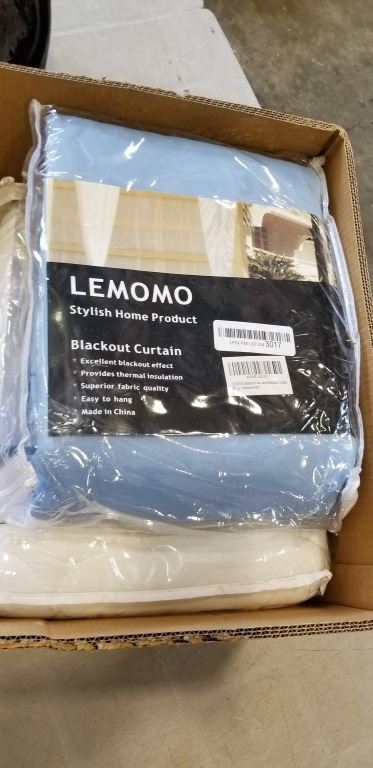 LEMOMO
Stylish Home Product
Blackout Curtain
• Excellent blackout effect
• Provides thermal insulation
• Superior fabric quality
• Easy to hang
• Made in China
3017